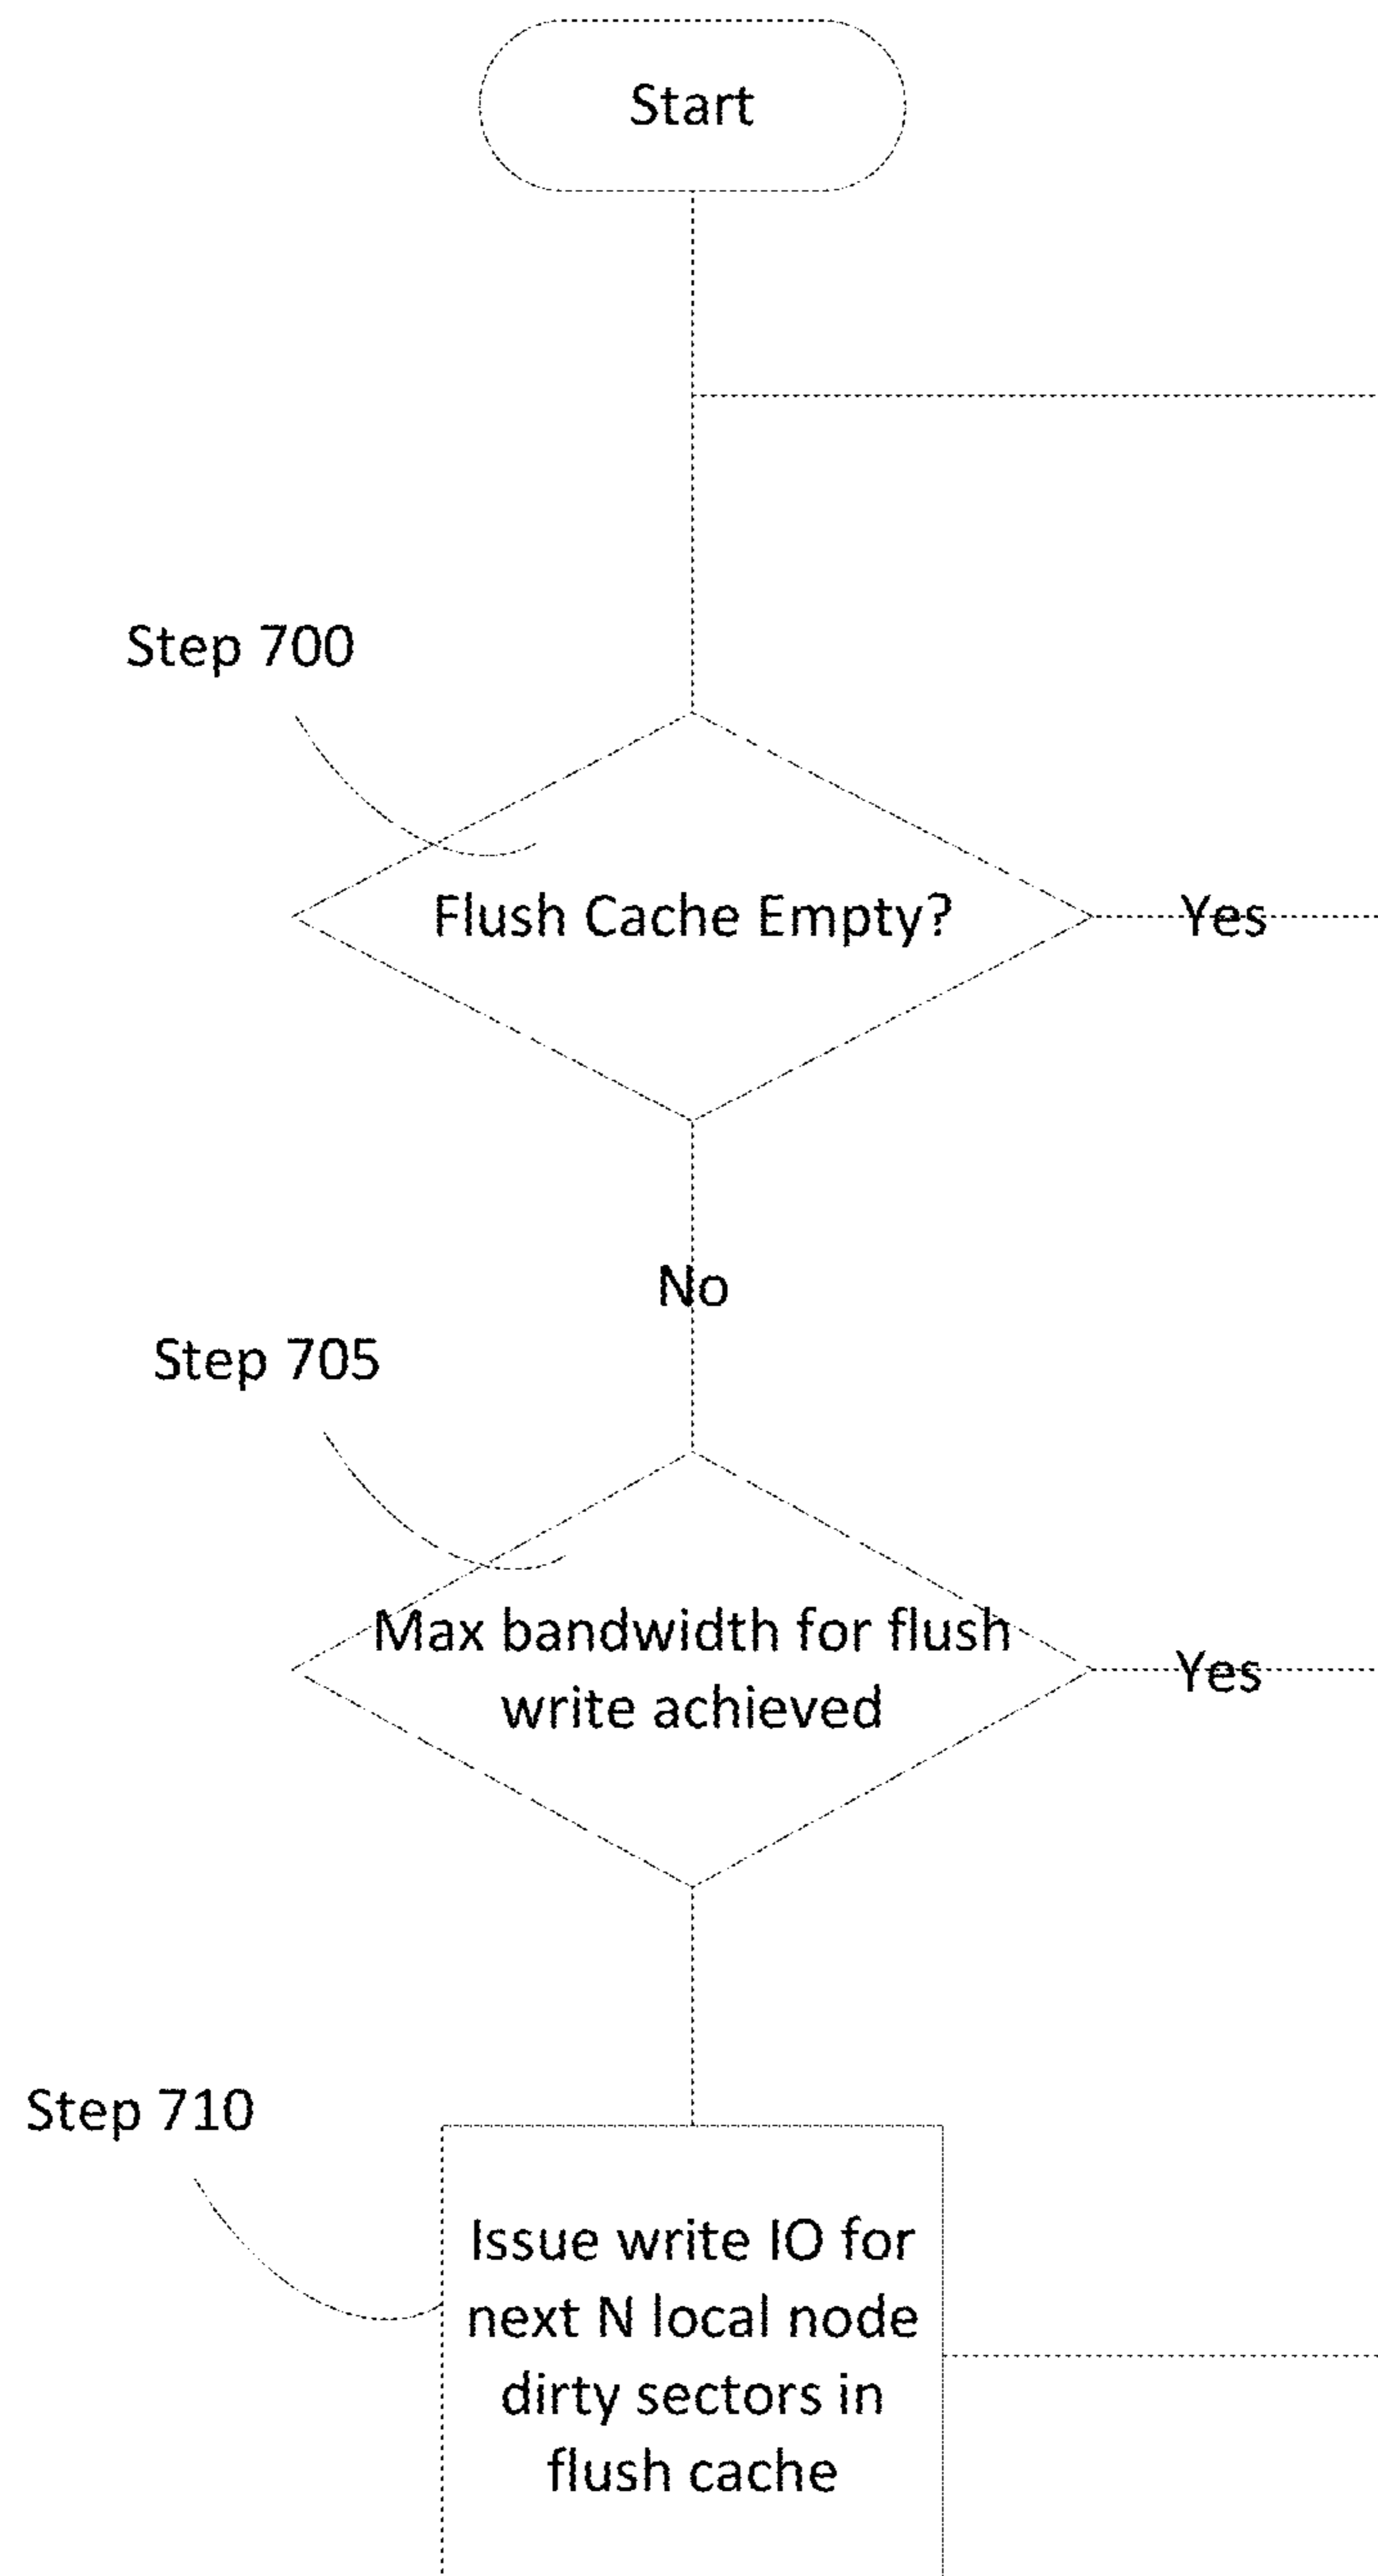 Start
Step 700
Flush Cache Empty?
Yes
No
Step 705
Max bandwidth for flush
write achieved
Yes
Step 710
Issue write IO for
next N local node
dirty sectors in
flush cache